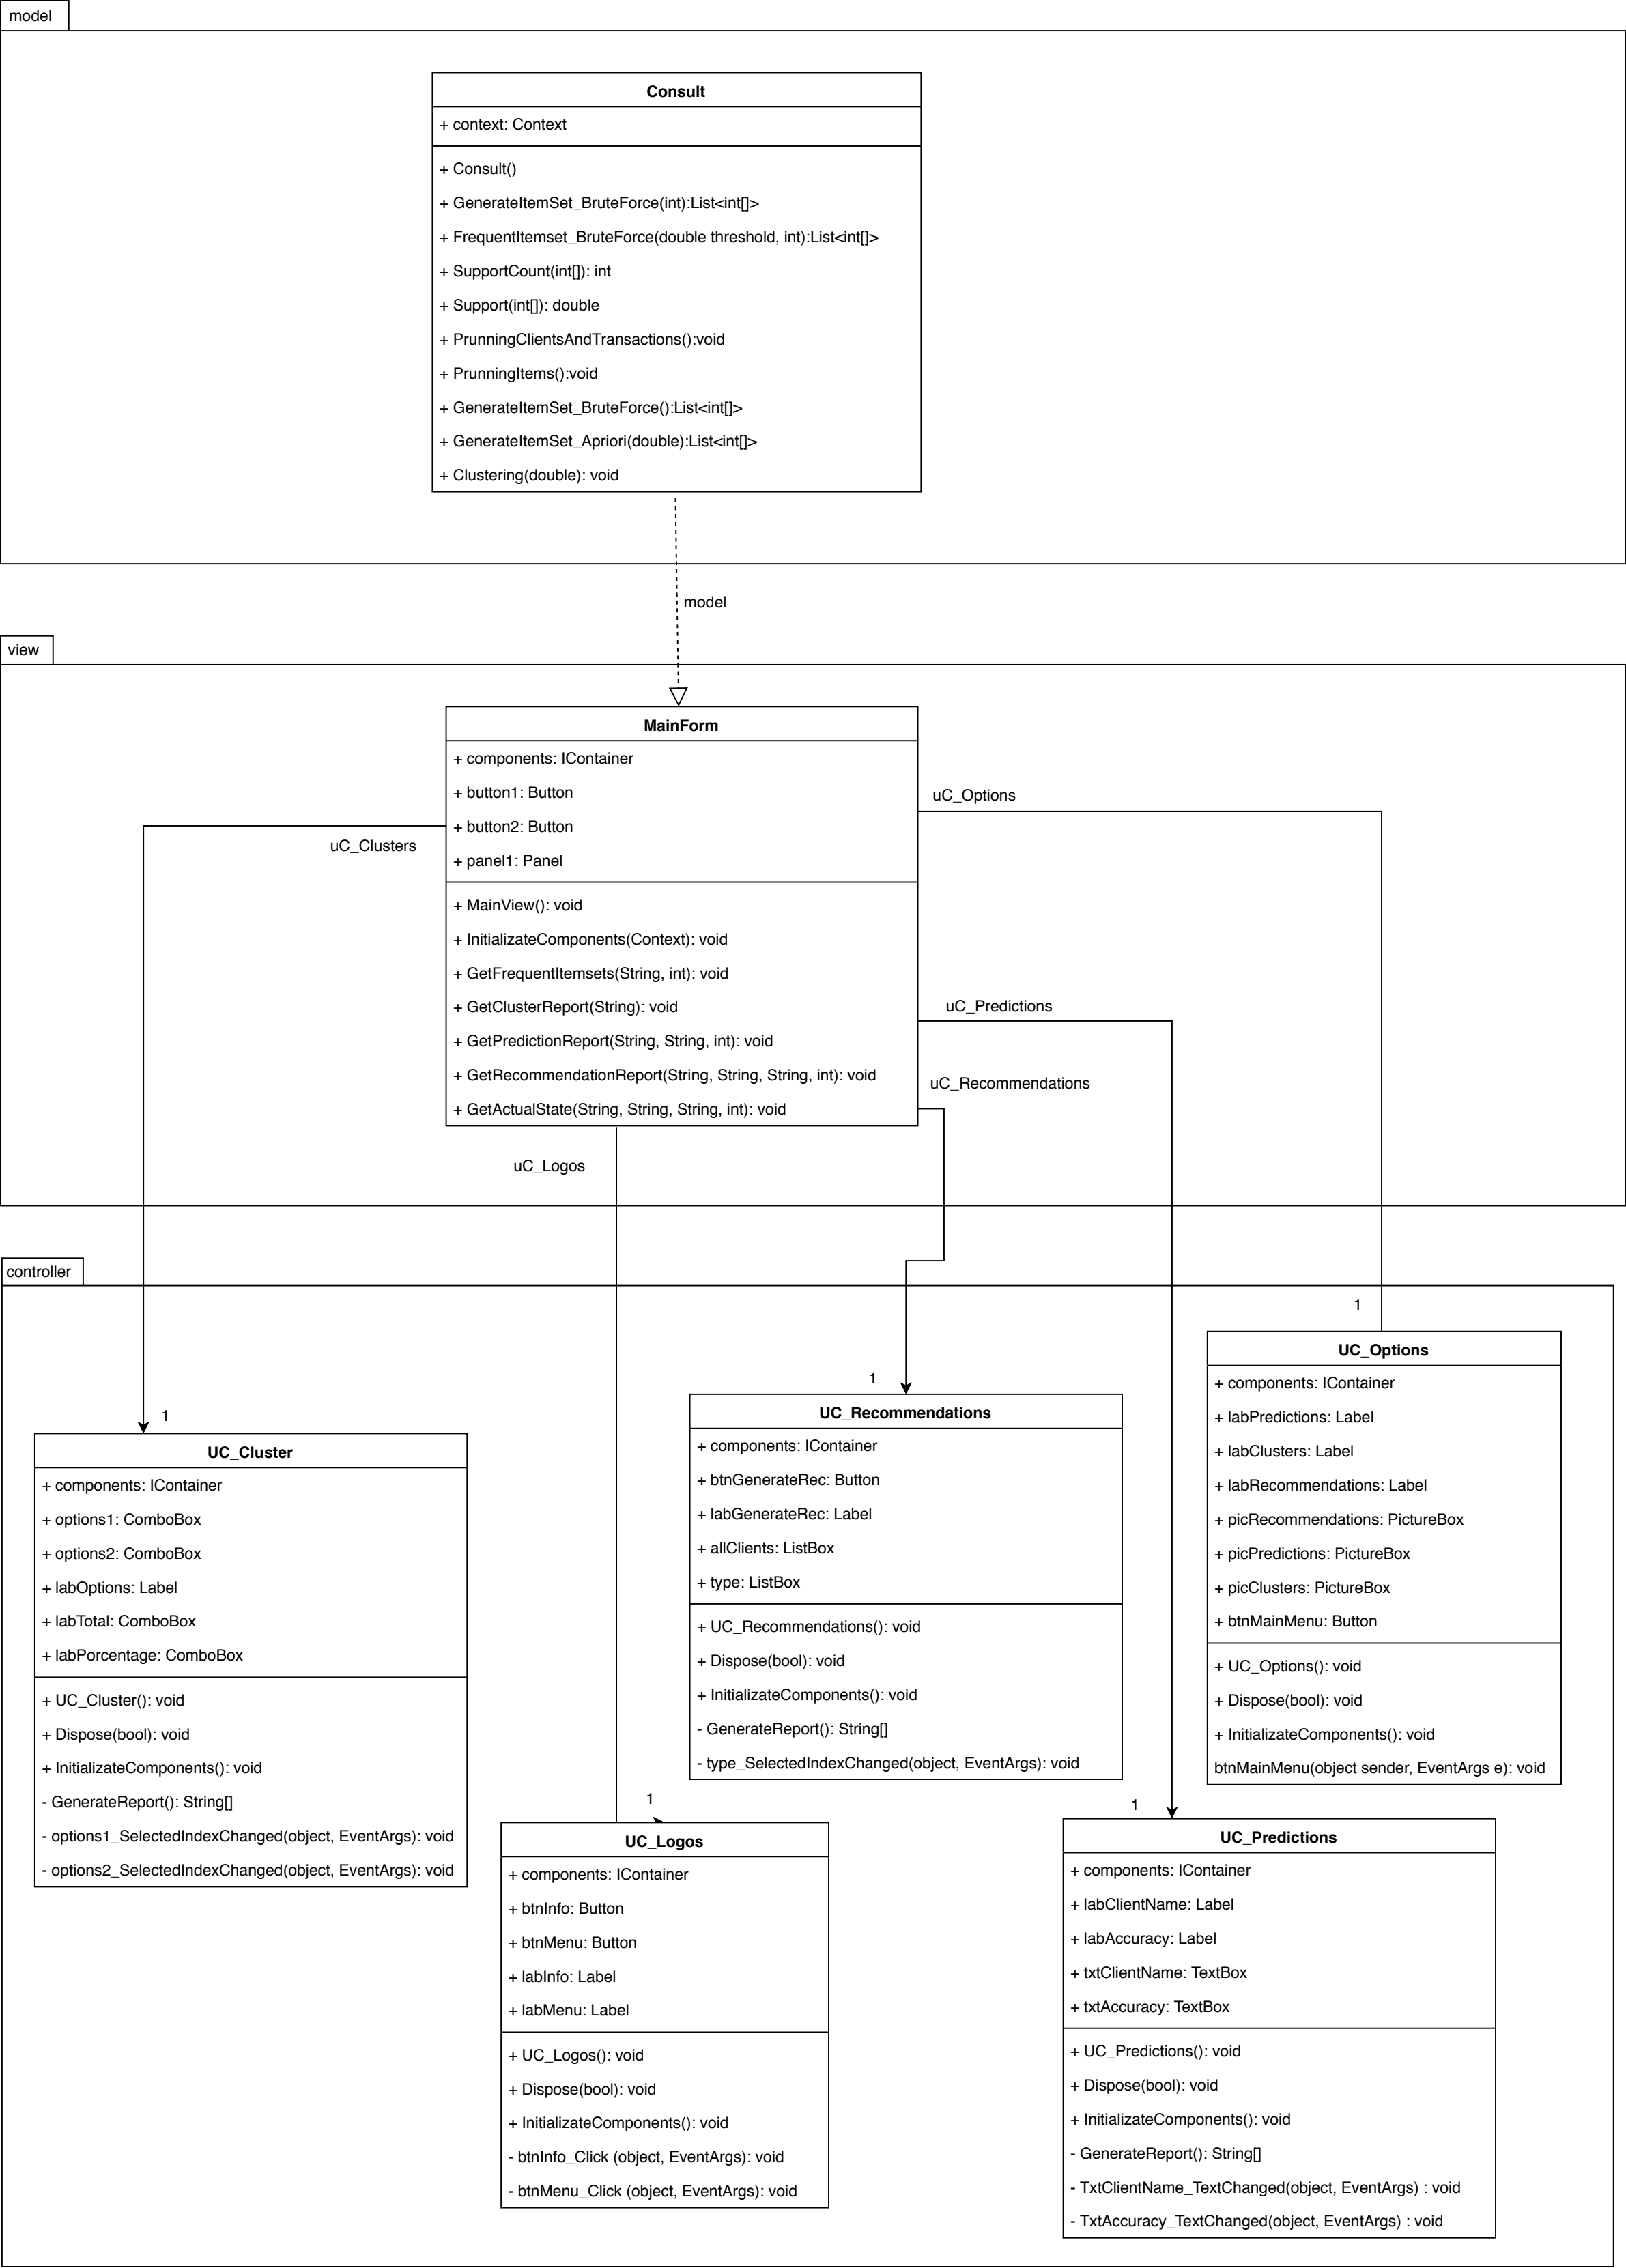 model
Consult
+ context: Context
+ Consult()
+ GenerateItemSet_BruteForce(int):List<int[]>
+ FrequentItemset_BruteForce(double threshold, int):List<int[]>
+ SupportCount(int[]): int
+ Support(int[]): double
+ PrunningClientsAndTransactions():void
+ PrunningItems():void
+ GenerateItemSet_BruteForce():List<int[]>
+ GenerateItemSet_Apriori(double):List<int[]>
+ Clustering(double): void
model
view
MainForm
+ components: IContainer
+ button1: Button
+ button2: Button
+ panel1: Panel
+ MainView(): void
+ InitializateComponents(Context): void
+ GetFrequentItemsets(String, int): void
+ GetClusterReport(String): void
+ GetPredictionReport(String, String, int): void
+ GetRecommendationReport(String, String, String, int): void
+ GetActualState(String, String, String, int): void
uC_Options
uC_Clusters
uC_Predictions
uC_Recommendations
uC_Logos
controller
1
UC_Cluster
+ components: IContainer
+ options1: ComboBox
+ options2: ComboBox
+ labOptions: Label
+ labTotal: ComboBox
+ labPorcentage: ComboBox
+ UC_Cluster(): void
+ Dispose(bool): void
+ InitializateComponents(): void
- GenerateReport(): String[]
- options1_SelectedIndexChanged(object, EventArgs): void
- options2_SelectedIndexChanged(object, EventArgs): void
1
UC_Recommendations
+ components: IContainer
+ btnGenerateRec: Button
+ labGenerateRec: Label
+ allClients: ListBox
+ type: ListBox
+ UC_Recommendations(): void
+ Dispose(bool): void
+ InitializateComponents(): void
- GenerateReport(): String[]
- type_SelectedIndexChanged(object, EventArgs): void
1
UC_Options
+ components: IContainer
+ labPredictions: Label
+ labClusters: Label
+ labRecommendations: Label
+ picRecommendations: PictureBox
+ picPredictions: PictureBox
+ picClusters: PictureBox
+ btnMainMenu: Button
+ UC_Options(): void
+ Dispose(bool): void
+ InitializateComponents(): void
btnMainMenu(object sender, EventArgs e): void
1
UC_Logos
+ components: IContainer
+ btnInfo: Button
+ btnMenu: Button
+ labInfo: Label
+ labMenu: Label
+ UC_Logos(): void
+ Dispose(bool): void
+ InitializateComponents(): void
- btnInfo_Click (object, EventArgs): void
- btnMenu_Click (object, EventArgs): void
1
UC_Predictions
+ components: IContainer
+ labClientName: Label
+ labAccuracy: Label
+ txtClientName: TextBox
+ txtAccuracy: TextBox
+ UC_Predictions(): void
+ Dispose(bool): void
+ InitializateComponents(): void
- GenerateReport(): String[]
- TxtClientName_TextChanged(object, EventArgs) : void
- TxtAccuracy_TextChanged(object, EventArgs) : void